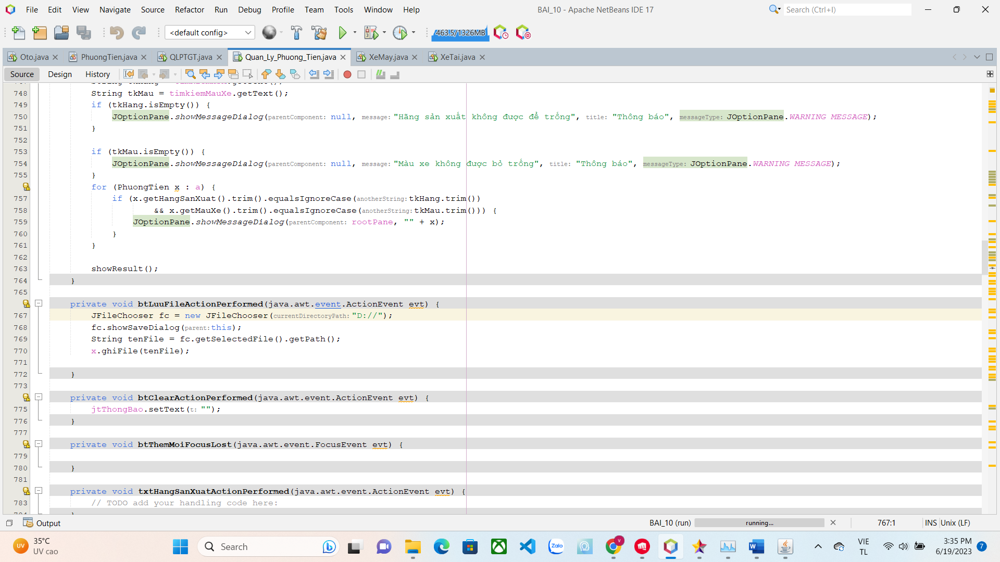 File Edit View Navigate Source Refactor Run Debug Profile Team Tools Window Help BAI_10 - Apache NetBeans IDE 17 Search (Ctrl+I)
<default config> 463.5/1326MB
Oto.java PhuongTien.java QLPTGT.java Quan_Ly_Phuong_Tien.java XeMay.java XeTai.java
Source Design History
748 String tkMau = timkiemMauXe.getText();
749 if (tkHang.isEmpty()) {
750 JOptionPane.showMessageDialog(parentComponent: null, message: "Hãng sản xuất không được để trống", title: "Thông báo", messageType: JOptionPane.WARNING_MESSAGE);
751 }
752
753 if (tkMau.isEmpty()) {
754 JOptionPane.showMessageDialog(parentComponent: null, message: "Màu xe không được bỏ trống", title: "Thông báo", messageType: JOptionPane.WARNING_MESSAGE);
755 }
for (PhuongTien x : a) {
757 if (x.getHangSanXuat().trim().equalsIgnoreCase(anotherString: tkHang.trim())
758 && x.getMauXe().trim().equalsIgnoreCase(anotherString: tkMau.trim())) {
759 JOptionPane.showMessageDialog(parentComponent: rootPane, "" + x);
760 }
761 }
762
763 showResult();
764 }
765
private void btLuuFileActionPerformed(java.awt.event.ActionEvent evt) {
767 JFileChooser fc = new JFileChooser(currentDirectoryPath: "D://");
768 fc.showSaveDialog(parent: this);
769 String tenFile = fc.getSelectedFile().getPath();
770 x.ghiFile(tenFile);
771
772 }
773
private void btClearActionPerformed(java.awt.event.ActionEvent evt) {
775 jtThongBao.setText(t: "");
776 }
777
private void btThemMoiFocusLost(java.awt.event.FocusEvent evt) {
779
780 }
781
private void txtHangSanXuatActionPerformed(java.awt.event.ActionEvent evt) {
783 // TODO add your handling code here:
Output BAI_10 (run) running... 767:1 INS Unix (LF)
UV 35°C
UV cao
Search
Zalo
VIE
TL
3:35 PM
6/19/2023
7